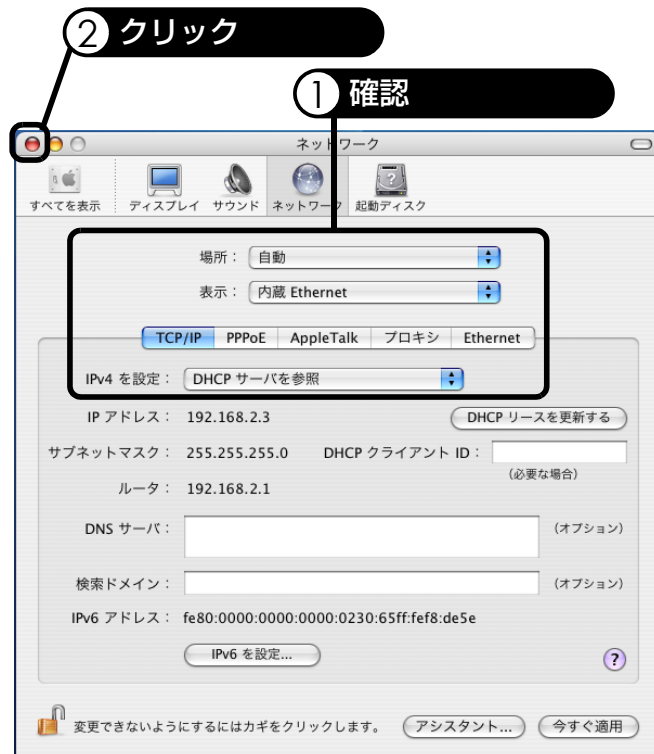 ② クリック
① 確認
ネットワーク
すべてを表示 ディスプレイ サウンド ネットワーク 起動ディスク
場所： 自動
表示： 内蔵 Ethernet
TCP/IP PPPoE AppleTalk プロキシ Ethernet
IPv4 を設定： DHCP サーバを参照
IP アドレス： 192.168.2.3 DHCP リースを更新する
サブネットマスク： 255.255.255.0 DHCP クライアント ID：
(必要な場合)
ルータ： 192.168.2.1
DNS サーバ： (オプション)
検索ドメイン： (オプション)
IPv6 アドレス： fe80:0000:0000:0000:0230:65ff:fef8:de5e
IPv6 を設定... ?
変更できないようにするにはカギをクリックします。 アシスタント... 今すぐ適用